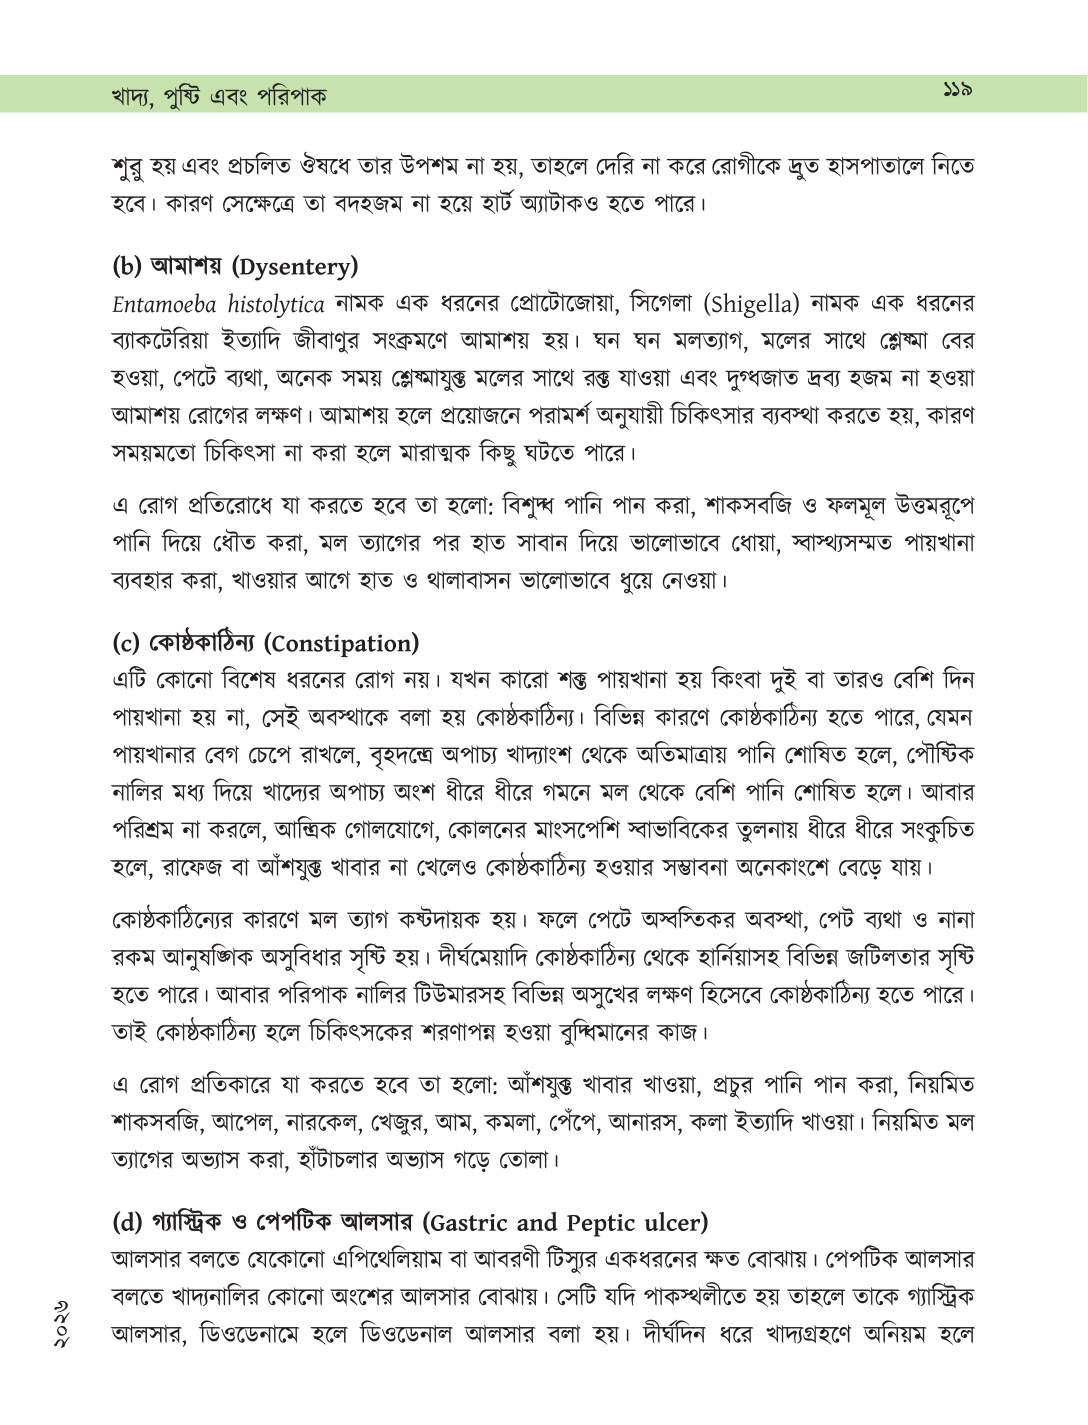 খাদ্য, পুষ্টি এবং পরিপাক
১১৯
শুরু হয় এবং প্রচলিত ঔষধে তার উপশম না হয়, তাহলে দেরি না করে রোগীকে দ্রুত হাসপাতালে নিতে
হবে। কারণ সেক্ষেত্রে তা বদহজম না হয়ে হার্ট অ্যাটাকও হতে পারে।
(b) আমাশয় (Dysentery)
Entamoeba histolytica নামক এক ধরনের প্রোটোজোয়া, সিগেলা (Shigella) নামক এক ধরনের
ব্যাকটেরিয়া ইত্যাদি জীবাণুর সংক্রমণে আমাশয় হয়। ঘন ঘন মলত্যাগ, মলের সাথে শ্লেষ্মা বের
হওয়া, পেটে ব্যথা, অনেক সময় শ্লেষ্মাযুক্ত মলের সাথে রক্ত যাওয়া এবং দুগ্ধজাত দ্রব্য হজম না হওয়া
আমাশয় রোগের লক্ষণ। আমাশয় হলে প্রয়োজনে পরামর্শ অনুযায়ী চিকিৎসার ব্যবস্থা করতে হয়, কারণ
সময়মতো চিকিৎসা না করা হলে মারাত্মক কিছু ঘটতে পারে।
এ রোগ প্রতিরোধে যা করতে হবে তা হলো: বিশুদ্ধ পানি পান করা, শাকসবজি ও ফলমূল উত্তমরূপে
পানি দিয়ে ধৌত করা, মল ত্যাগের পর হাত সাবান দিয়ে ভালোভাবে ধোয়া, স্বাস্থ্যসম্মত পায়খানা
ব্যবহার করা, খাওয়ার আগে হাত ও থালাবাসন ভালোভাবে ধুয়ে নেওয়া।
(c) কোষ্ঠকাঠিন্য (Constipation)
এটি কোনো বিশেষ ধরনের রোগ নয়। যখন কারো শক্ত পায়খানা হয় কিংবা দুই বা তারও বেশি দিন
পায়খানা হয় না, সেই অবস্থাকে বলা হয় কোষ্ঠকাঠিন্য। বিভিন্ন কারণে কোষ্ঠকাঠিন্য হতে পারে, যেমন
পায়খানার বেগ চেপে রাখলে, বৃহদন্ত্রে অপাচ্য খাদ্যাংশ থেকে অতিমাত্রায় পানি শোষিত হলে, পৌষ্টিক
নালির মধ্য দিয়ে খাদ্যের অপাচ্য অংশ ধীরে ধীরে গমনে মল থেকে বেশি পানি শোষিত হলে। আবার
পরিশ্রম না করলে, আন্ত্রিক গোলযোগে, কোলনের মাংসপেশি স্বাভাবিকের তুলনায় ধীরে ধীরে সংকুচিত
হলে, রাফেজ বা আঁশযুক্ত খাবার না খেলেও কোষ্ঠকাঠিন্য হওয়ার সম্ভাবনা অনেকাংশে বেড়ে যায়।
কোষ্ঠকাঠিন্যের কারণে মল ত্যাগ কষ্টদায়ক হয়। ফলে পেটে অস্বস্তিকর অবস্থা, পেট ব্যথা ও নানা
রকম আনুষঙ্গিক অসুবিধার সৃষ্টি হয়। দীর্ঘমেয়াদি কোষ্ঠকাঠিন্য থেকে হার্নিয়াসহ বিভিন্ন জটিলতার সৃষ্টি
হতে পারে। আবার পরিপাক নালির টিউমারসহ বিভিন্ন অসুখের লক্ষণ হিসেবে কোষ্ঠকাঠিন্য হতে পারে।
তাই কোষ্ঠকাঠিন্য হলে চিকিৎসকের শরণাপন্ন হওয়া বুদ্ধিমানের কাজ।
এ রোগ প্রতিকারে যা করতে হবে তা হলো: আঁশযুক্ত খাবার খাওয়া, প্রচুর পানি পান করা, নিয়মিত
শাকসবজি, আপেল, নারকেল, খেজুর, আম, কমলা, পেঁপে, আনারস, কলা ইত্যাদি খাওয়া। নিয়মিত মল
ত্যাগের অভ্যাস করা, হাঁটাচলার অভ্যাস গড়ে তোলা।
(d) গ্যাস্ট্রিক ও পেপটিক আলসার (Gastric and Peptic ulcer)
আলসার বলতে যেকোনো এপিথেলিয়াম বা আবরণী টিস্যুর একধরনের ক্ষত বোঝায়। পেপটিক আলসার
বলতে খাদ্যনালির কোনো অংশের আলসার বোঝায়। সেটি যদি পাকস্থলীতে হয় তাহলে তাকে গ্যাস্ট্রিক
আলসার, ডিওডেনামে হলে ডিওডেনাল আলসার বলা হয়। দীর্ঘদিন ধরে খাদ্যগ্রহণে অনিয়ম হলে
২০২৬